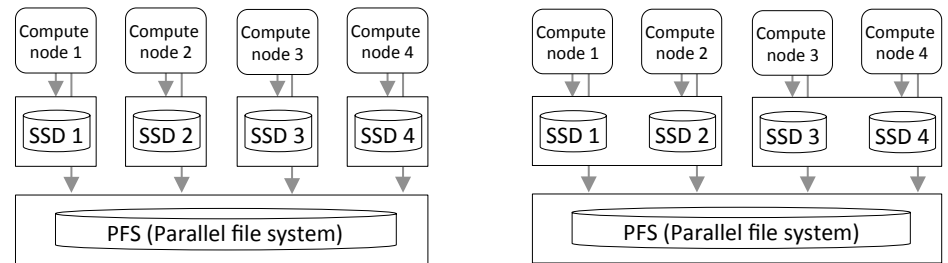 Compute
node 1
Compute
node 2
Compute
node 3
Compute
node 4
SSD 1
SSD 2
SSD 3
SSD 4
PFS (Parallel file system)
Compute
node 1
Compute
node 2
Compute
node 3
Compute
node 4
SSD 1
SSD 2
SSD 3
SSD 4
PFS (Parallel file system)